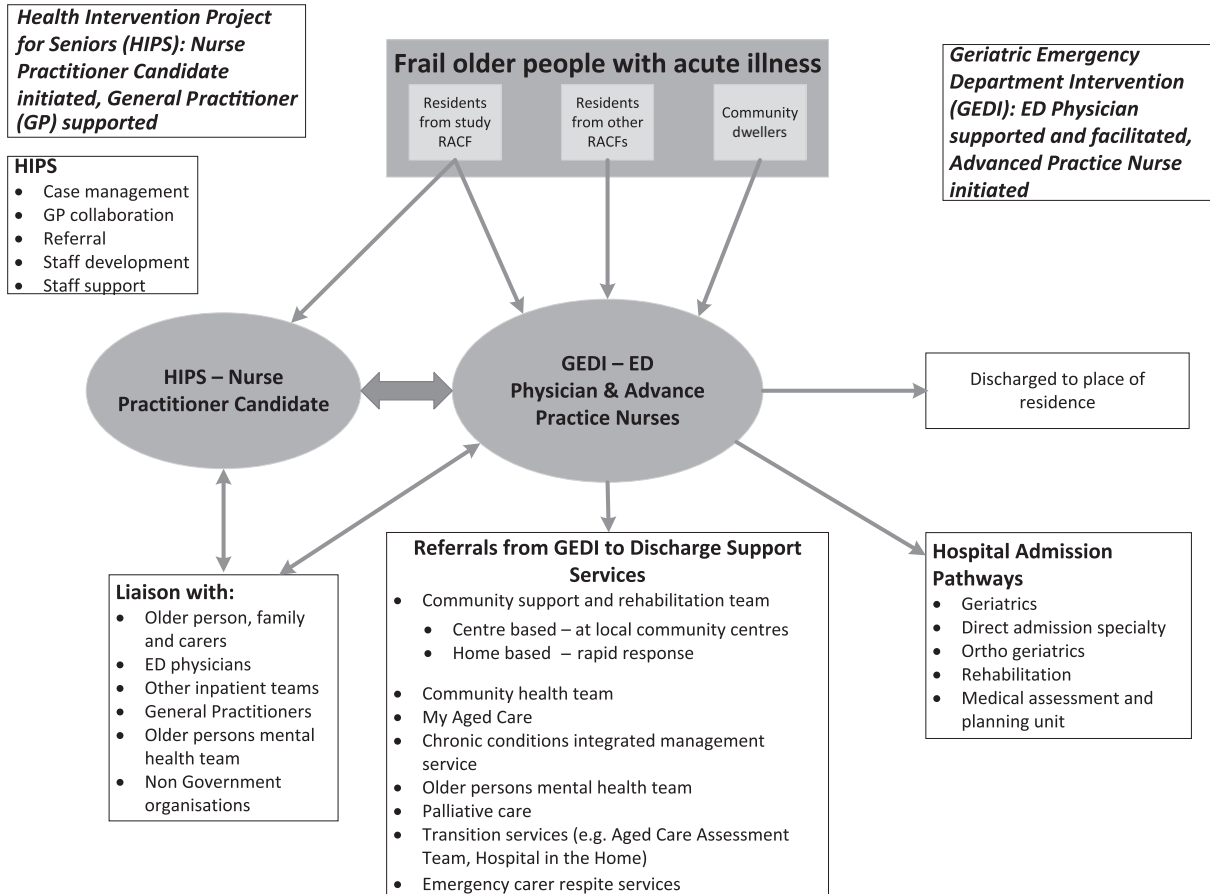 Health Intervention Project
for Seniors (HIPS): Nurse
Practitioner Candidate
initiated, General Practitioner
(GP) supported
Frail older people with acute illness
Residents
from study
RACF
Residents
from other
RACFs
Community
dwellers
Geriatric Emergency
Department Intervention
(GEDI): ED Physician
supported and facilitated,
Advanced Practice Nurse
initiated
HIPS
• Case management
• GP collaboration
• Referral
• Staff development
• Staff support
HIPS – Nurse
Practitioner Candidate
GEDI – ED
Physician & Advance
Practice Nurses
Discharged to place of
residence
Liaison with:
• Older person, family
and carers
• ED physicians
• Other inpatient teams
• General Practitioners
• Older persons mental
health team
• Non Government
organisations
Referrals from GEDI to Discharge Support
Services
• Community support and rehabilitation team
• Centre based – at local community centres
• Home based – rapid response
• Community health team
• My Aged Care
• Chronic conditions integrated management
service
• Older persons mental health team
• Palliative care
• Transition services (e.g. Aged Care Assessment
Team, Hospital in the Home)
• Emergency carer respite services
Hospital Admission
Pathways
• Geriatrics
• Direct admission specialty
• Ortho geriatrics
• Rehabilitation
• Medical assessment and
planning unit